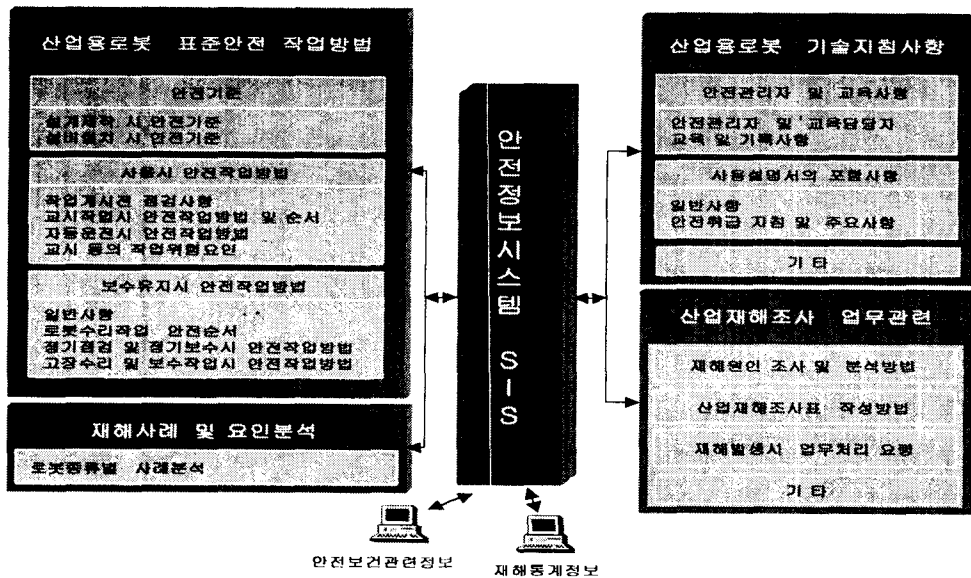 산업용로봇 표준안전 작업방법
안전기준
설계제작 시 안전기준
설비설치 시 안전기준
사용시 안전작업방법
작업개시전 점검사항
교시작업시 안전작업방법 및 순서
자동운전시 안전작업방법
교시 등의 작업위험요인
보수유지시 안전작업방법
일반사항
로봇수리작업 안전순서
정기점검 및 정기보수시 안전작업방법
고장수리 및 보수작업시 안전작업방법
재해사례 및 요인분석
로봇종류별 사례분석
안전정보시스템 SIS
안전보건관련정보
재해통계정보
산업용로봇 기술지침사항
안전관리자 및 교육사항
안전관리자 및 교육담당자
교육 및 기록사항
사용설명서의 포함사항
일반사항
안전취급 지침 및 주요사항
기 타
산업재해조사 업무관련
재해원인 조사 및 분석방법
산업재해조사표 작성방법
재해발생시 업무처리 요령
기 타